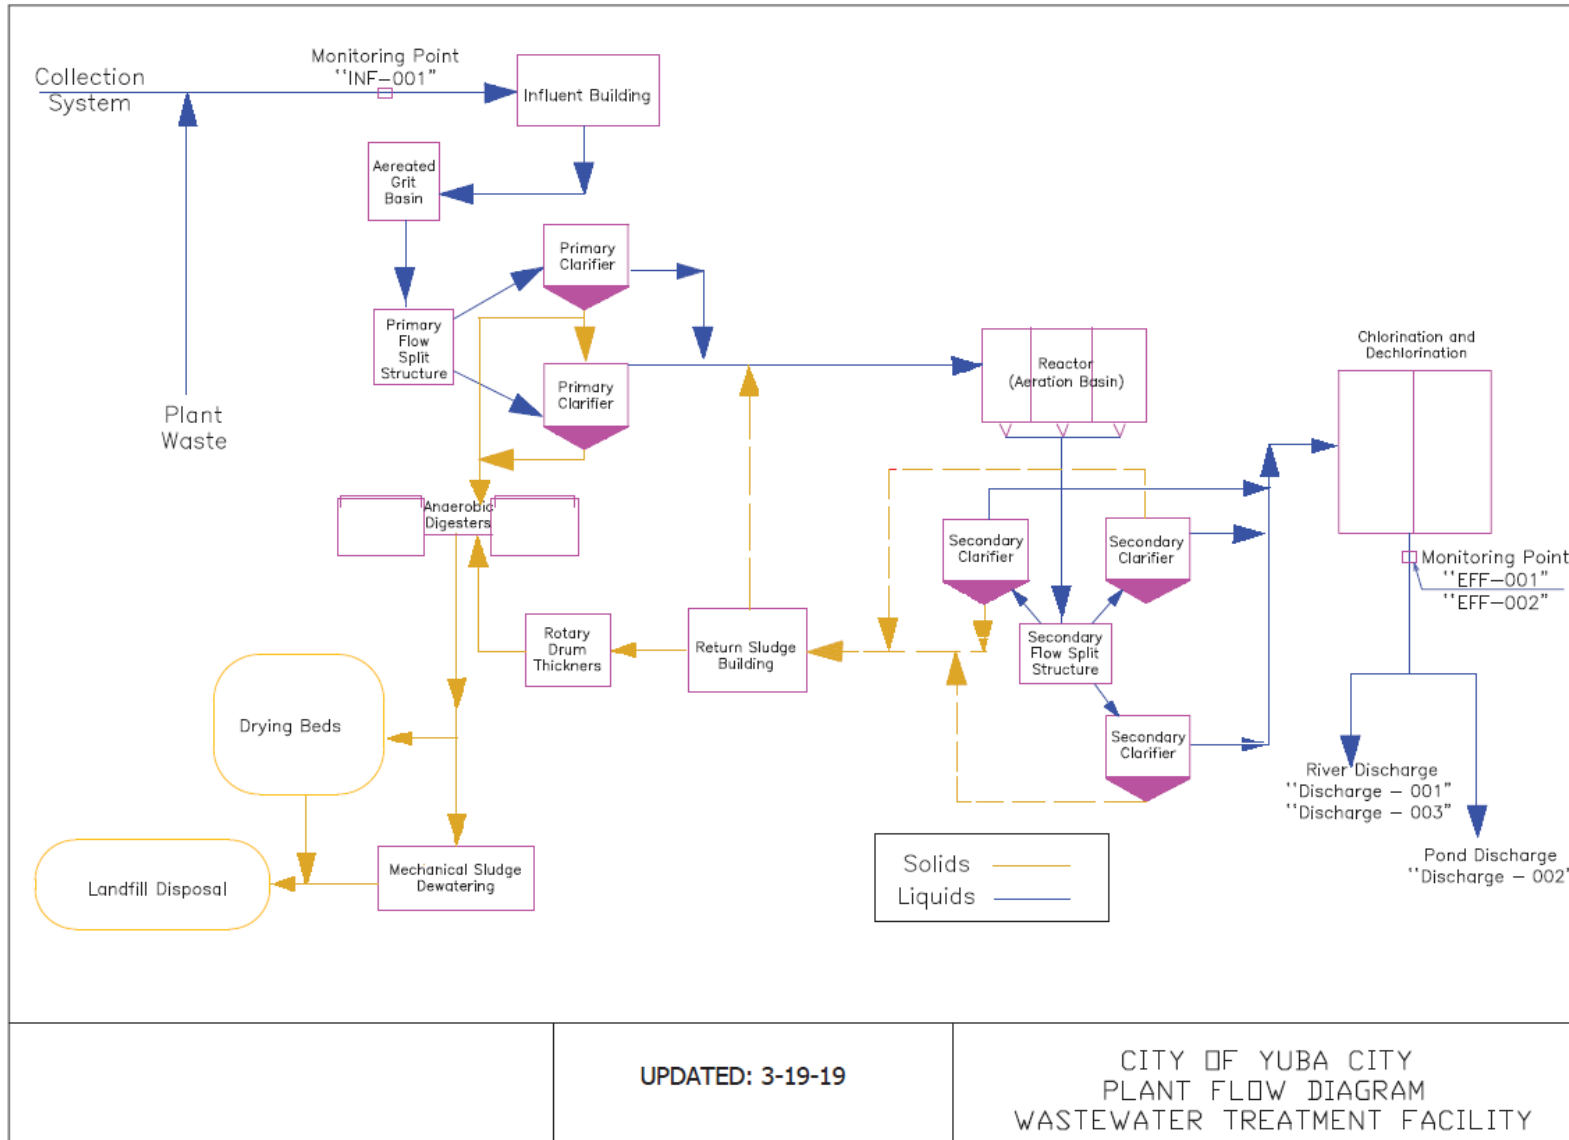 Monitoring Point
"INF-001"
Collection
System
Influent Building
Aereated
Grit
Basin
Primary
Clarifier
Primary
Flow
Split
Structure
Primary
Clarifier
Plant
Waste
Reactor
(Aeration Basin)
Chlorination and
Dechlorination
Anaerobic
Digesters
Secondary
Clarifier
Secondary
Clarifier
Monitoring Point
"EFF-001"
"EFF-002"
Rotary
Drum
Thickners
Return Sludge
Building
Secondary
Flow Split
Structure
Drying Beds
Secondary
Clarifier
River Discharge
"Discharge - 001"
"Discharge - 003"
Pond Discharge
"Discharge - 002"
Mechanical Sludge
Dewatering
Landfill Disposal
Solids
Liquids
UPDATED: 3-19-19
CITY OF YUBA CITY
PLANT FLOW DIAGRAM
WASTEWATER TREATMENT FACILITY